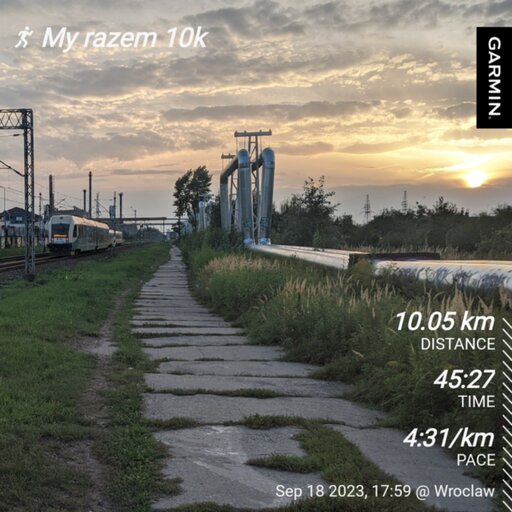 My razem 10k
GARMIN
10.05 km
DISTANCE
45:27
TIME
4:31/km
PACE
Sep 18 2023, 17:59 @ Wroclaw